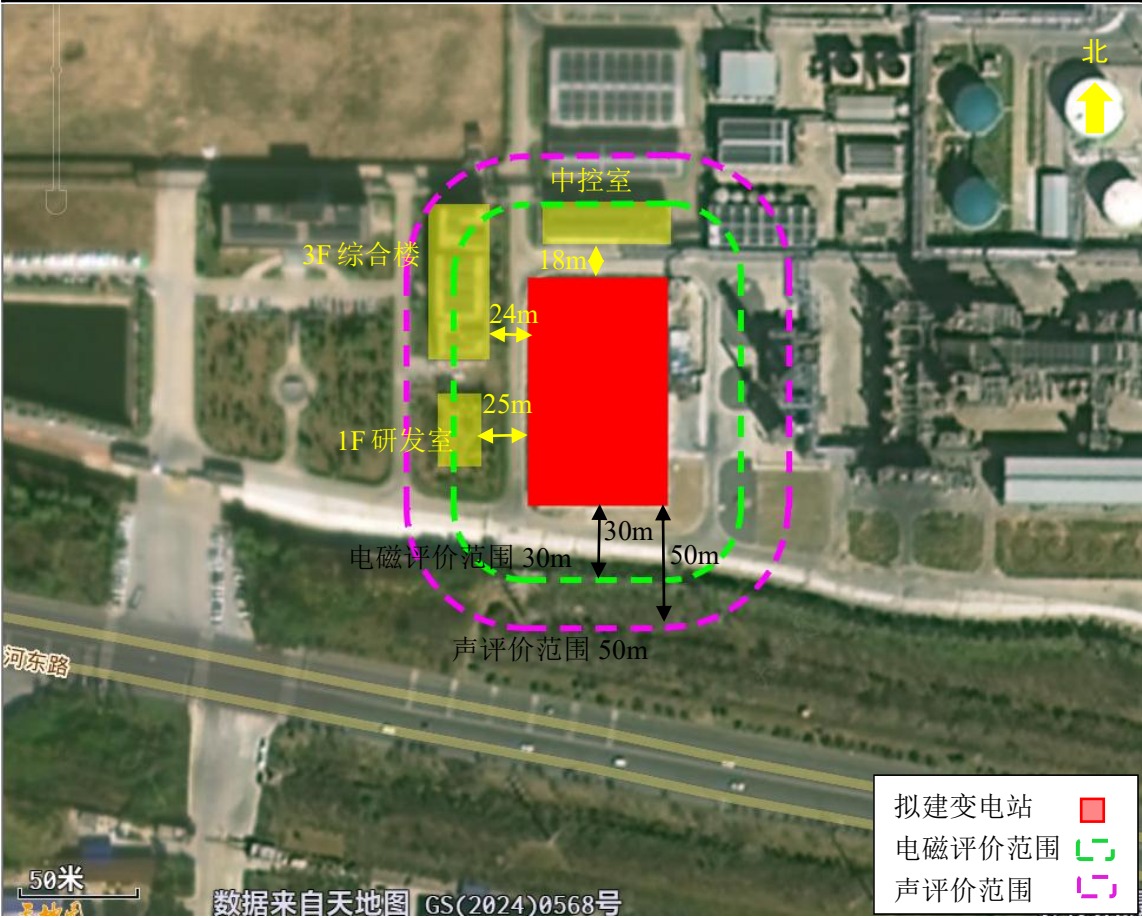 北
中控室
3F 综合楼
18m
24m
25m
1F 研发室
30m
电磁评价范围 30m
50m
声评价范围 50m
河东路
拟建变电站
电磁评价范围
声评价范围
50米
数据来自天地图 GS(2024)0568号